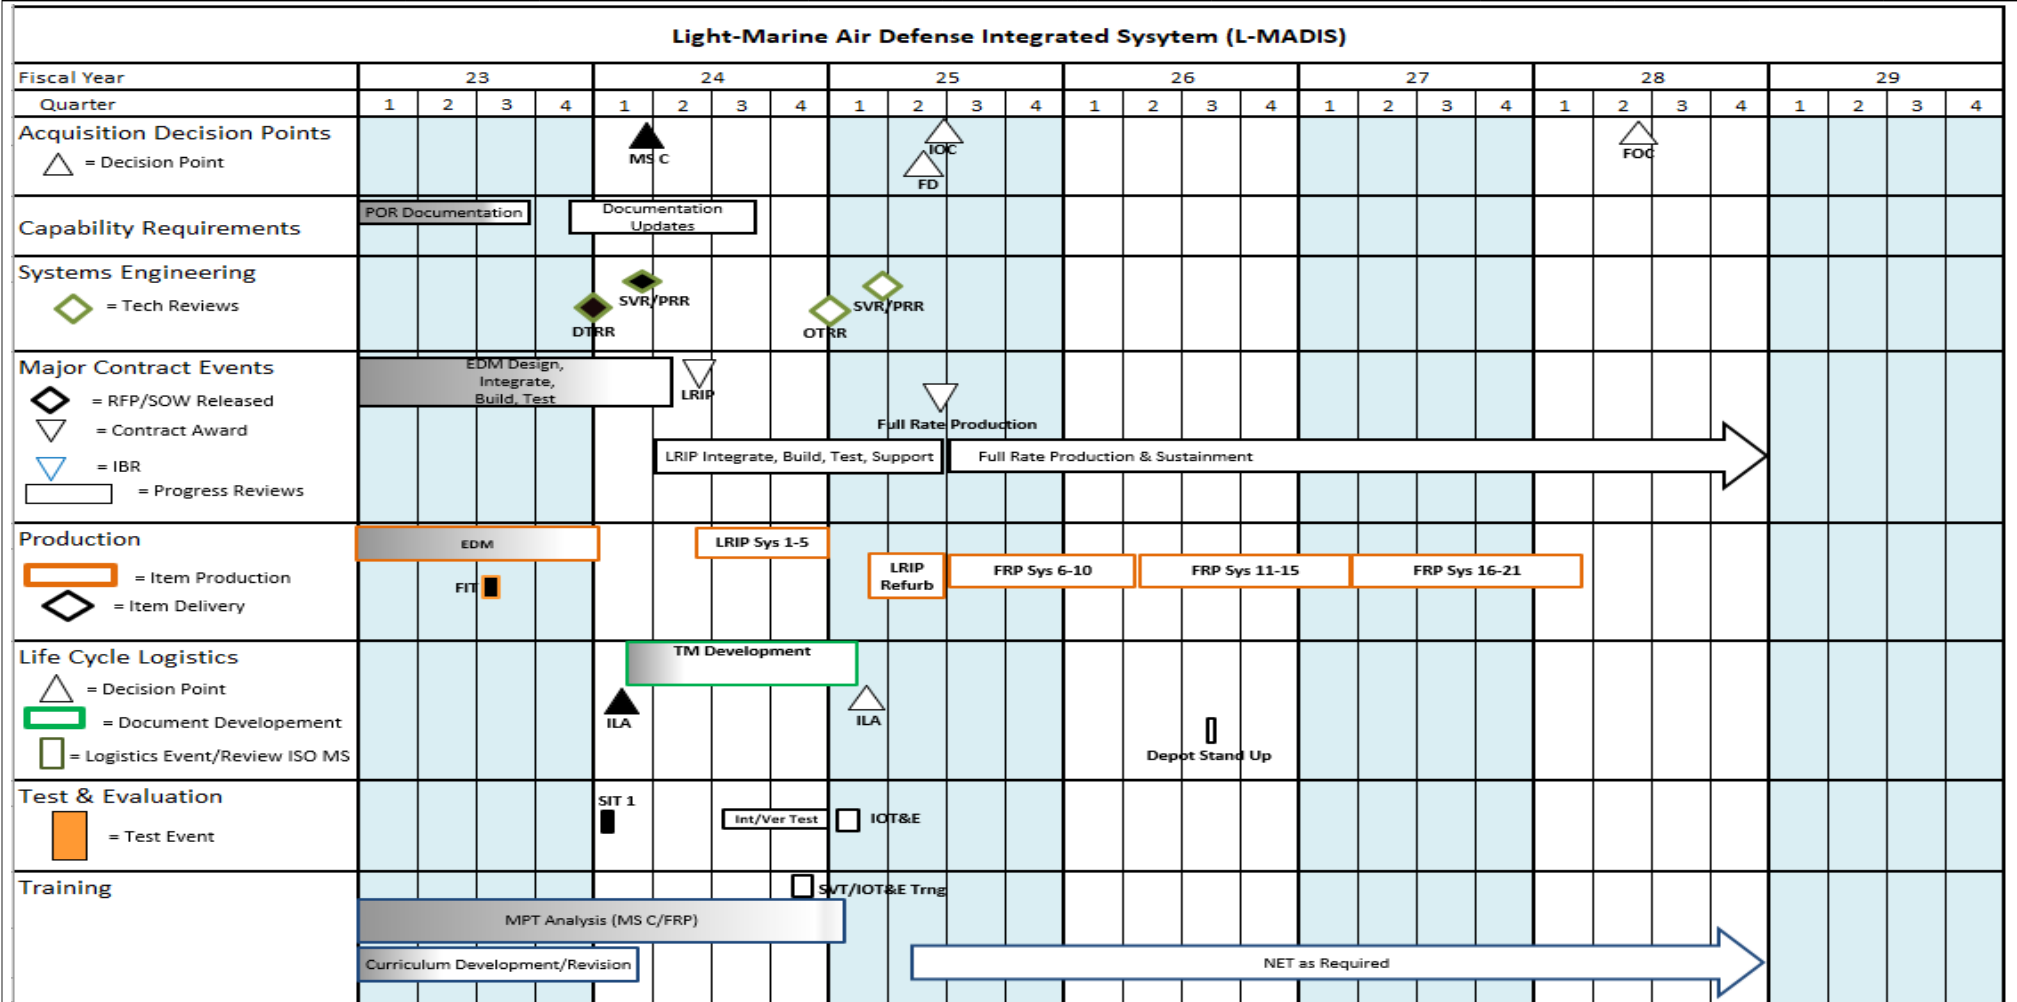 Light-Marine Air Defense Integrated Sysytem (L-MADIS)
Fiscal Year 23 24 25 26 27 28 29
Quarter 1 2 3 4 1 2 3 4 1 2 3 4 1 2 3 4 1 2 3 4 1 2 3 4 1 2 3 4
Acquisition Decision Points
= Decision Point
MS C
IOC
FD
FOC
Capability Requirements
POR Documentation
Documentation
Updates
Systems Engineering
= Tech Reviews
DTRR
SVR/PRR
OTRR
SVR/PRR
Major Contract Events
= RFP/SOW Released
= Contract Award
= IBR
= Progress Reviews
EDM Design,
Integrate,
Build, Test
LRIP
Full Rate Production
LRIP Integrate, Build, Test, Support
Full Rate Production & Sustainment
Production
= Item Production
= Item Delivery
EDM
FIT
LRIP Sys 1-5
LRIP
Refurb
FRP Sys 6-10
FRP Sys 11-15
FRP Sys 16-21
Life Cycle Logistics
= Decision Point
= Document Developement
= Logistics Event/Review ISO MS
TM Development
ILA
ILA
Depot Stand Up
Test & Evaluation
= Test Event
SIT 1
Int/Ver Test
IOT&E
Training
SVT/IOT&E Trng
MPT Analysis (MS C/FRP)
Curriculum Development/Revision
NET as Required